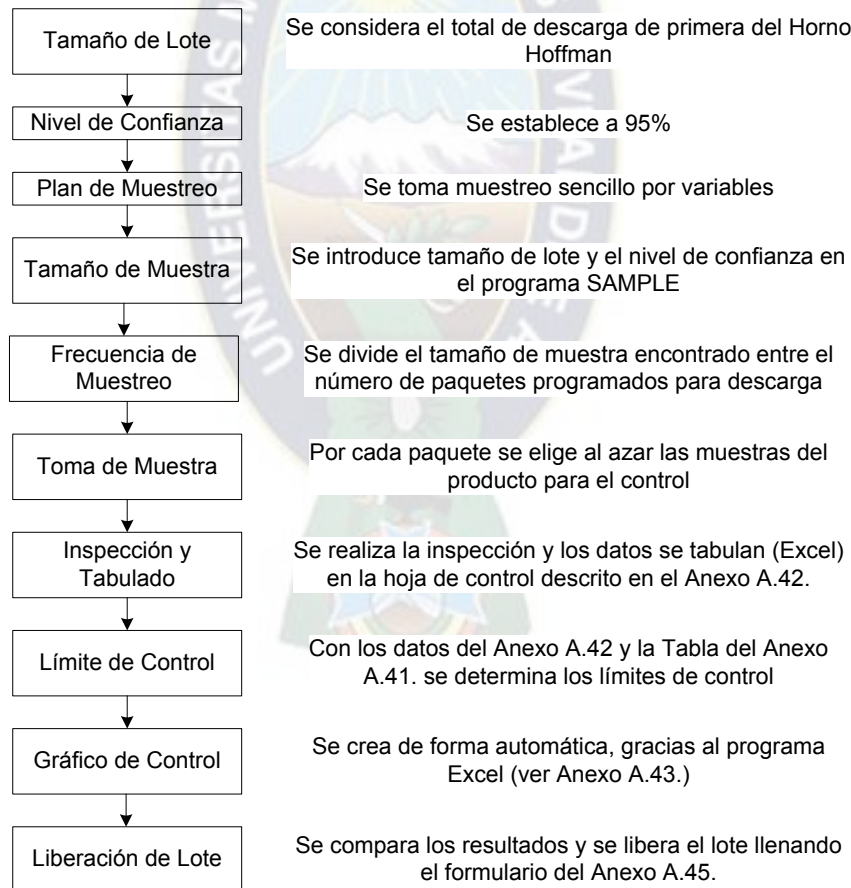 Tamaño de Lote
Se considera el total de descarga de primera del Horno
Hoffman
Nivel de Confianza
Se establece a 95%
Plan de Muestreo
Se toma muestreo sencillo por variables
Tamaño de Muestra
Se introduce tamaño de lote y el nivel de confianza en
el programa SAMPLE
Frecuencia de
Muestreo
Se divide el tamaño de muestra encontrado entre el
número de paquetes programados para descarga
Toma de Muestra
Por cada paquete se elige al azar las muestras del
producto para el control
Inspección y
Tabulado
Se realiza la inspección y los datos se tabulan (Excel)
en la hoja de control descrito en el Anexo A.42.
Límite de Control
Con los datos del Anexo A.42 y la Tabla del Anexo
A.41. se determina los límites de control
Gráfico de Control
Se crea de forma automática, gracias al programa
Excel (ver Anexo A.43.)
Liberación de Lote
Se compara los resultados y se libera el lote llenando
el formulario del Anexo A.45.